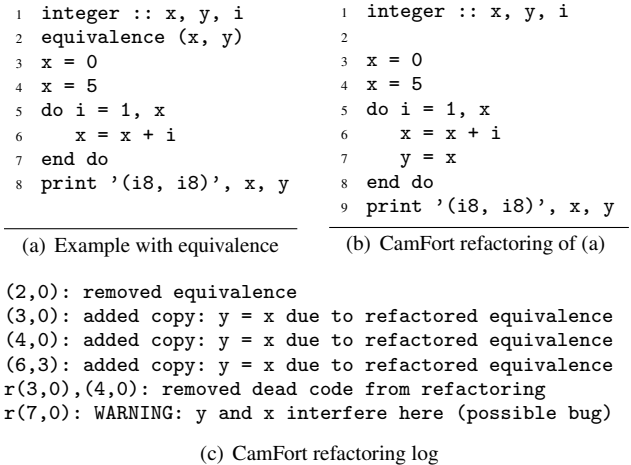 1 integer :: x, y, i
2 equivalence (x, y)
3 x = 0
4 x = 5
5 do i = 1, x
6 x = x + i
7 end do
8 print '(i8, i8)', x, y
(a) Example with equivalence
1 integer :: x, y, i
2
3 x = 0
4 x = 5
5 do i = 1, x
6 x = x + i
7 y = x
8 end do
9 print '(i8, i8)', x, y
(b) CamFort refactoring of (a)
(2,0): removed equivalence
(3,0): added copy: y = x due to refactored equivalence
(4,0): added copy: y = x due to refactored equivalence
(6,3): added copy: y = x due to refactored equivalence
r(3,0),(4,0): removed dead code from refactoring
r(7,0): WARNING: y and x interfere here (possible bug)
(c) CamFort refactoring log